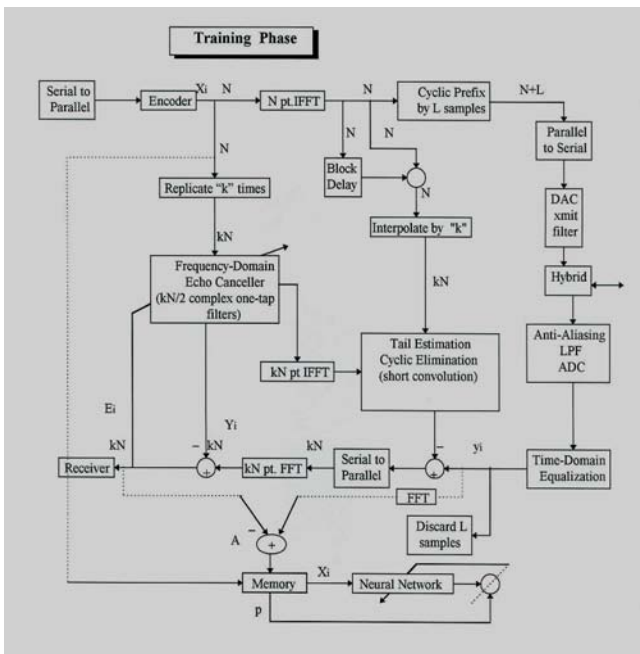 Training Phase
Serial to
Parallel
Encoder
Xi
N
N pt.IFFT
N
Cyclic Prefix
by L samples
N+L
Parallel
to Serial
N
N
N
Block
Delay
N
Replicate "k" times
Interpolate by "k"
DAC
xmit
filter
kN
Frequency-Domain
Echo Canceller
(kN/2 complex one-tap
filters)
kN
Hybrid
kN pt IFFT
Tail Estimation
Cyclic Elimination
(short convolution)
Anti-Aliasing
LPF
ADC
Ei
Yi
kN
kN
kN
yi
Receiver
+
kN pt. FFT
Serial to
Parallel
+
Time-Domain
Equalization
FFT
Discard L
samples
A
+
Memory
Xi
Neural Network
p